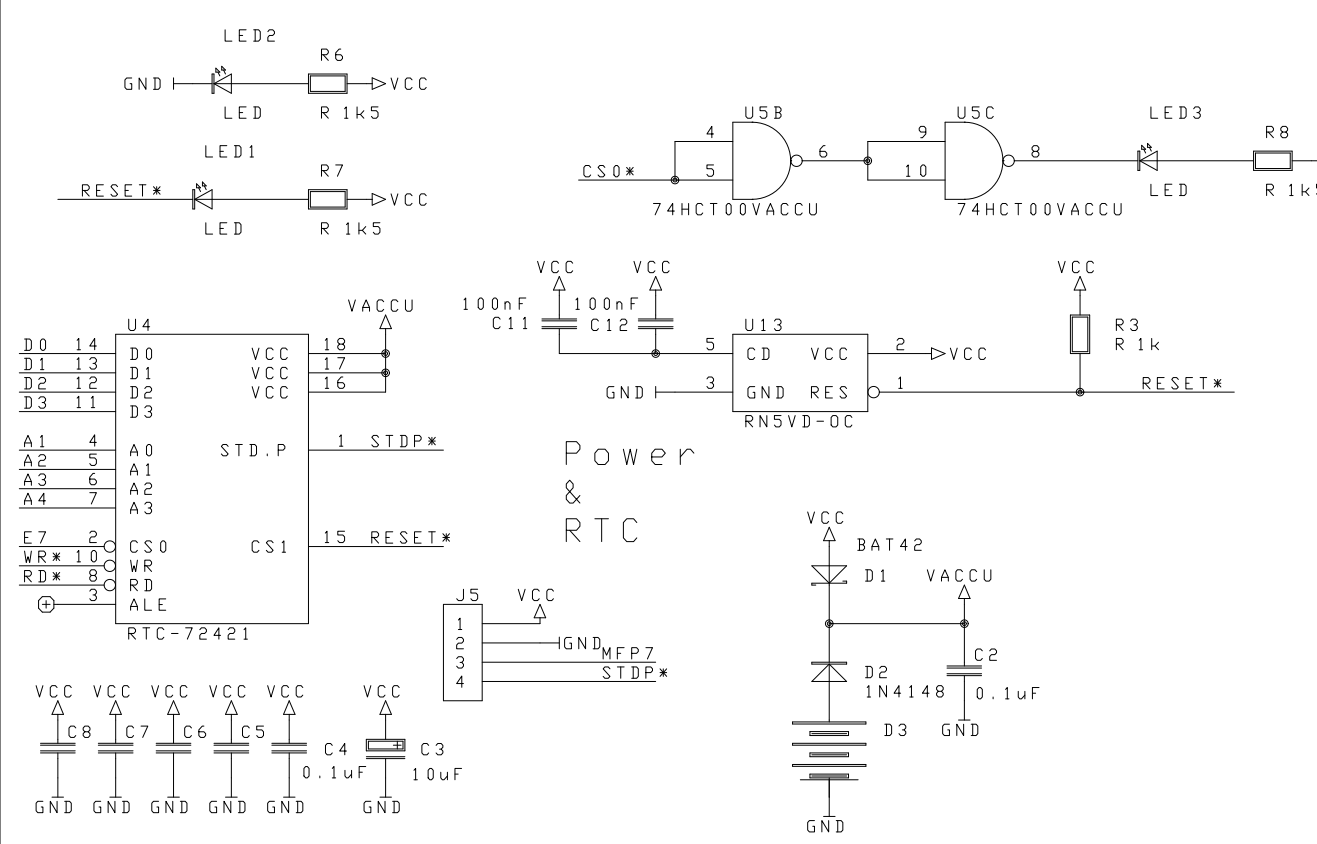 LED2
R6
GND VCC
LED R 1k5
LED1
R7
RESET* VCC
LED R 1k5
U5B U5C LED3
R8
4 9
6 8
CS0* 5 10
LED R 1k5
74HCT00VACCU 74HCT00VACCU
VCC VCC VCC
100nF 100nF
C11 C12 U13 R3
R 1k
5 CD VCC 2 VCC
GND 3 GND RES 1 RESET*
RN5VD-0C
VACCU
U4
D0 14 D0 VCC 18
D1 13 D1 VCC 17
D2 12 D2 VCC 16
D3 11 D3
A1 4 A0 STD.P 1 STDP*
A2 5 A1
A3 6 A2
A4 7 A3
E7 2 CS0 CS1 15 RESET*
WR* 10 WR
RD* 8 RD
3 ALE
RTC-72421
Power
&
RTC
J5 VCC
1
2 GND
3 MFP7
4 STDP*
VCC
BAT42
D1 VACCU
C2
D2
1N4148 0.1uF
D3 GND
GND
VCC VCC VCC VCC VCC VCC
C8 C7 C6 C5 C4 C3
0.1uF 10uF
GND GND GND GND GND GND